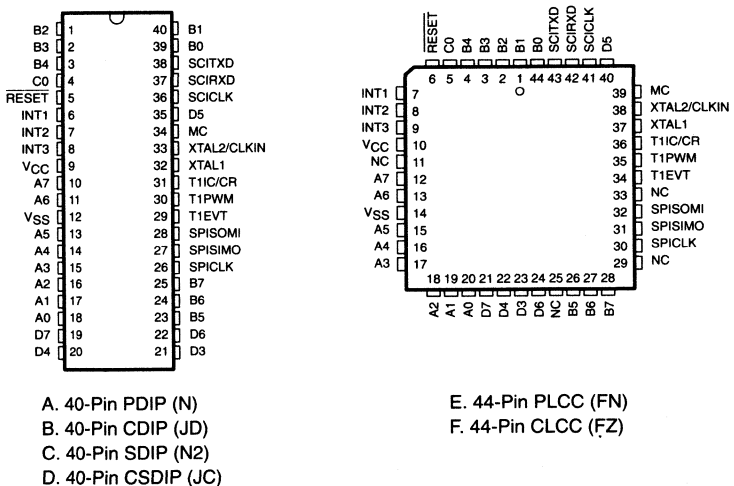 B2 1 40 B1
B3 2 39 B0
B4 3 38 SCITXD
C0 4 37 SCIRXD
RESET 5 36 SCICLK
INT1 6 35 D5
INT2 7 34 MC
INT3 8 33 XTAL2/CLKIN
VCC 9 32 XTAL1
A7 10 31 T1IC/CR
A6 11 30 T1PWM
VSS 12 29 T1EVT
A5 13 28 SPISOMI
A4 14 27 SPISIMO
A3 15 26 SPICLK
A2 16 25 B7
A1 17 24 B6
A0 18 23 B5
D7 19 22 D6
D4 20 21 D3
A. 40-Pin PDIP (N)
B. 40-Pin CDIP (JD)
C. 40-Pin SDIP (N2)
D. 40-Pin CSDIP (JC)
RESET C0 B4 B3 B2 B1 B0 SCITXD SCIRXD SCICLK D5
6 5 4 3 2 1 44 43 42 41 40
INT1 7 39 MC
INT2 8 38 XTAL2/CLKIN
INT3 9 37 XTAL1
VCC 10 36 T1IC/CR
NC 11 35 T1PWM
A7 12 34 T1EVT
A6 13 33 NC
VSS 14 32 SPISOMI
A5 15 31 SPISIMO
A4 16 30 SPICLK
A3 17 29 NC
18 19 20 21 22 23 24 25 26 27 28
A2 A1 A0 D7 D4 D3 D6 NC B5 B6 B7
E. 44-Pin PLCC (FN)
F. 44-Pin CLCC (FZ)